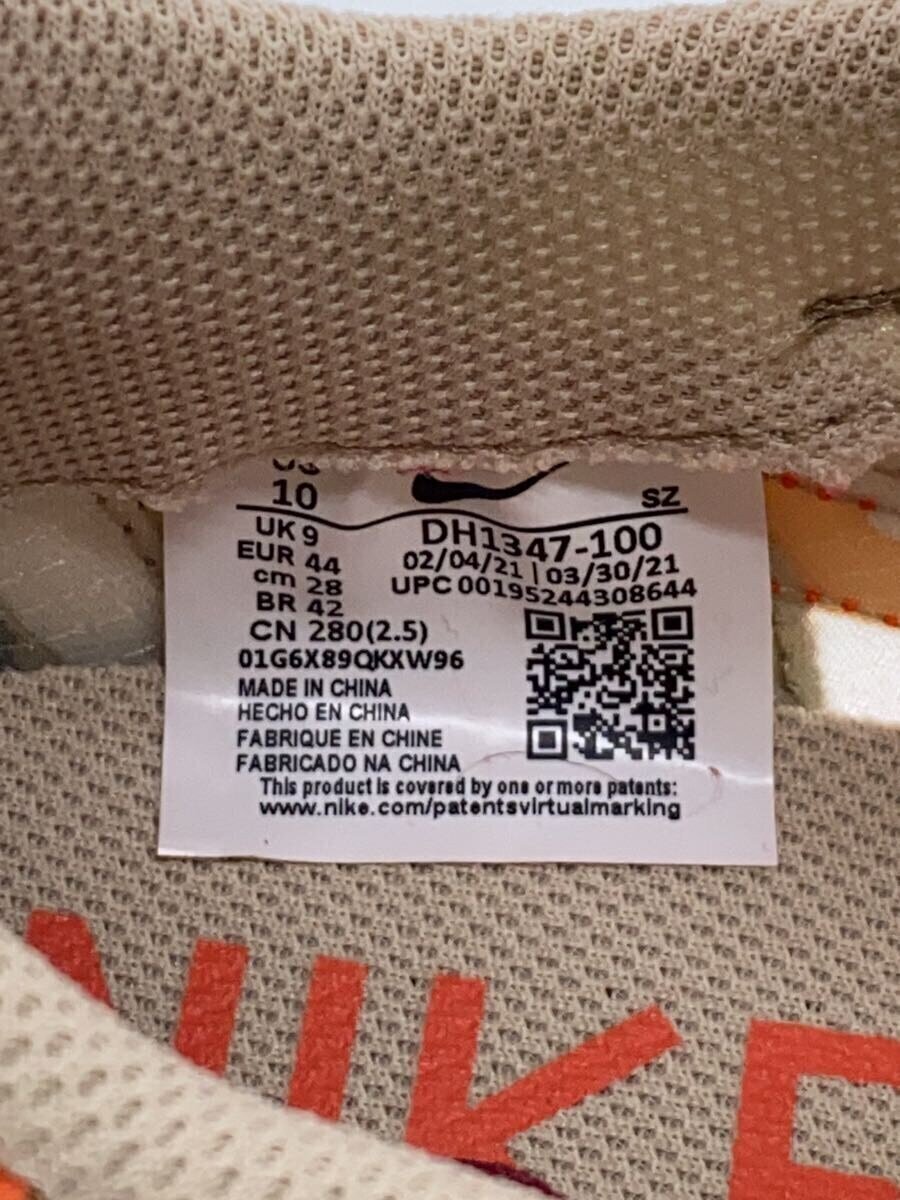 US
10
SZ
UK 9
DH1347-100
EUR 44
02/04/21 | 03/30/21
cm 28
UPC 00195244308644
BR 42
CN 280(2.5)
01G6X89QKXW96
MADE IN CHINA
HECHO EN CHINA
FABRIQUE EN CHINE
FABRICADO NA CHINA
This product is covered by one or more patents:
www.nike.com/patentsvirtualmarking
NIKE